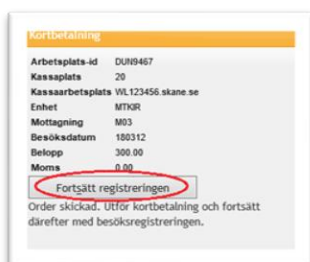 Kortbetalning
Arbetsplats-id DUN9467
Kassaplats 20
Kassaarbetsplats WL123456.skane.se
Enhet MTKIR
Mottagning M03
Besöksdatum 180312
Belopp 300.00
Moms 0.00
Fortsätt registreringen
Order skickad. Utför kortbetalning och fortsätt
därefter med besöksregistreringen.